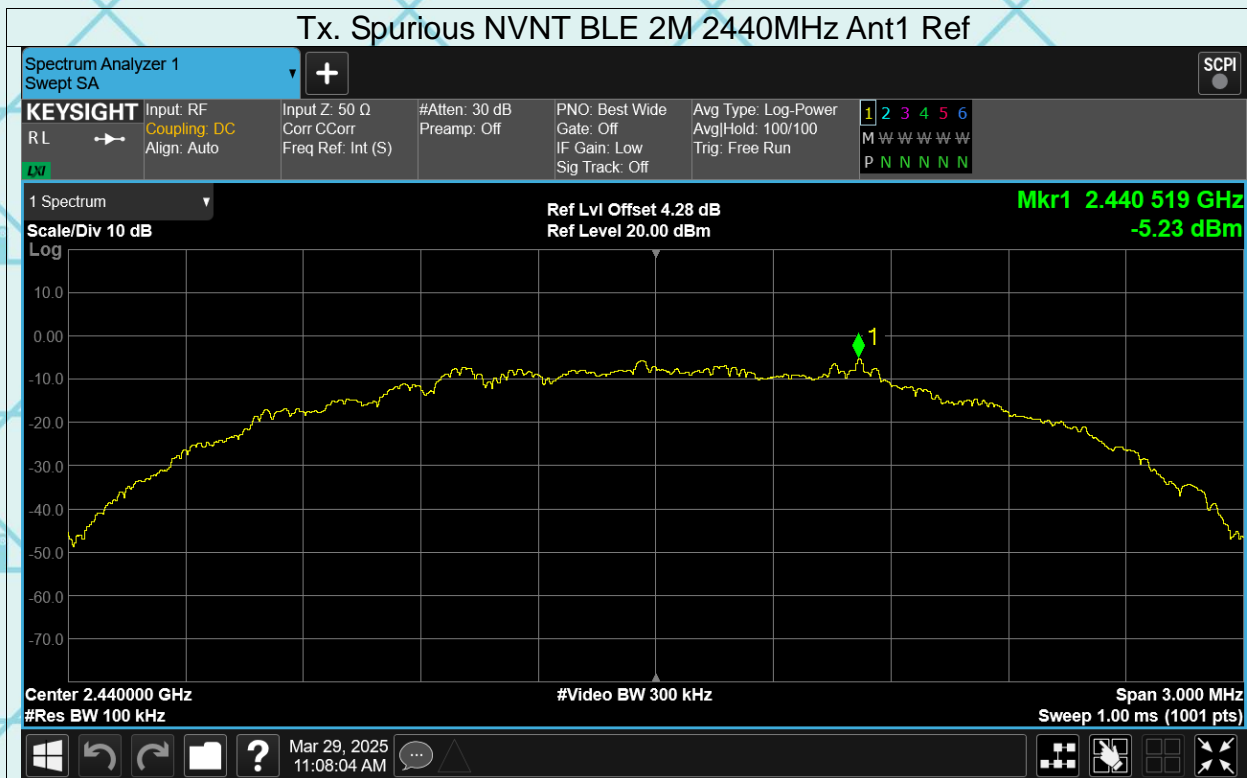 Tx. Spurious NVNT BLE 2M 2440MHz Ant1 Ref
Spectrum Analyzer 1
Swept SA
+
SCPI
KEYSIGHT
RL
LXI
Input: RF
Coupling: DC
Align: Auto
Input Z: 50 Ω
Corr CCorr
Freq Ref: Int (S)
#Atten: 30 dB
Preamp: Off
PNO: Best Wide
Gate: Off
IF Gain: Low
Sig Track: Off
Avg Type: Log-Power
Avg|Hold: 100/100
Trig: Free Run
1 2 3 4 5 6
M W W W W W
P N N N N N
1 Spectrum
Scale/Div 10 dB
Ref Lvl Offset 4.28 dB
Ref Level 20.00 dBm
Mkr1 2.440 519 GHz
-5.23 dBm
Log
10.0
0.00
-10.0
-20.0
-30.0
-40.0
-50.0
-60.0
-70.0
1
Center 2.440000 GHz
#Res BW 100 kHz
#Video BW 300 kHz
Span 3.000 MHz
Sweep 1.00 ms (1001 pts)
?
Mar 29, 2025
11:08:04 AM